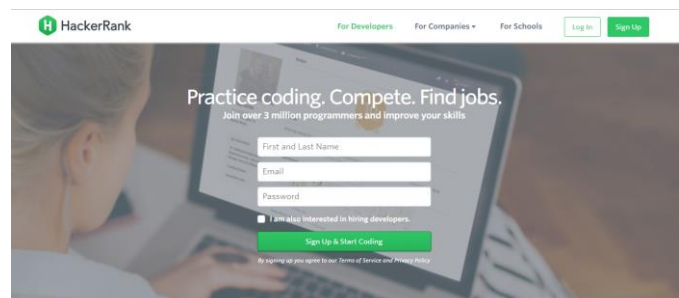 HackerRank
For Developers For Companies For Schools Log In Sign Up
Practice coding. Compete. Find jobs.
Join over 3 million programmers and improve your skills
First and Last Name
Email
Password
I am also interested in hiring developers.
Sign Up & Start Coding
By signing up you agree to our Terms of Service and Privacy Policy